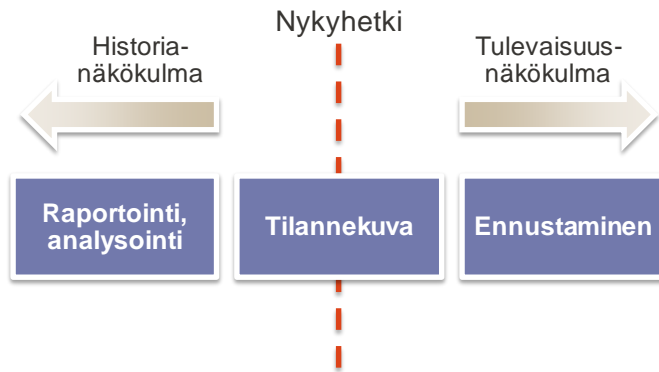 Nykyhetki
Historia-
näkökulma
Tulevaisuus-
näkökulma
Raportointi,
analysointi
Tilannekuva
Ennustaminen